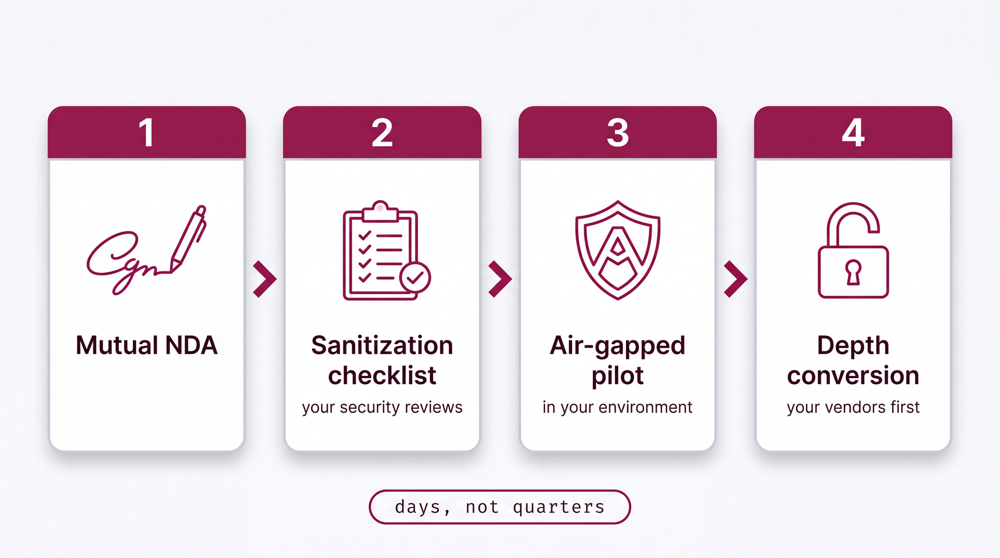 1
2
3
4
Mutual NDA
Sanitization
checklist
your security reviews
Air-gapped
pilot
in your environment
Depth
conversion
your vendors first
days, not quarters